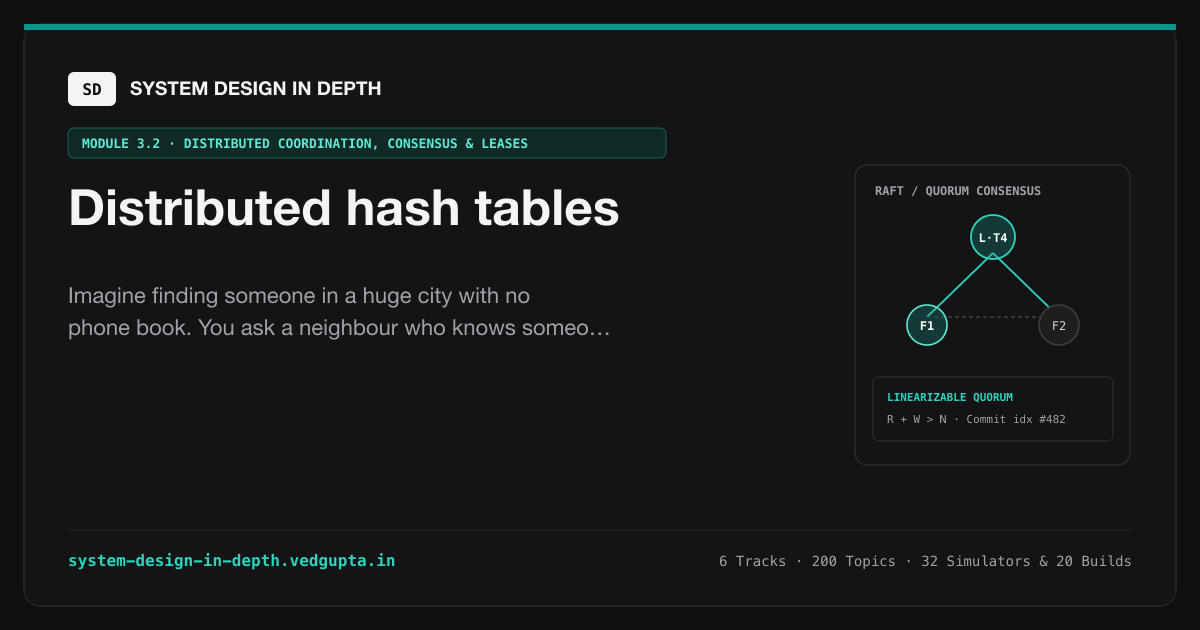 SD SYSTEM DESIGN IN DEPTH
MODULE 3.2 · DISTRIBUTED COORDINATION, CONSENSUS & LEASES
Distributed hash tables
Imagine finding someone in a huge city with no
phone book. You ask a neighbour who knows someo…
RAFT / QUORUM CONSENSUS
L·T4
F1
F2
LINEARIZABLE QUORUM
R + W > N · Commit idx #482
system-design-in-depth.vedgupta.in
6 Tracks · 200 Topics · 32 Simulators & 20 Builds